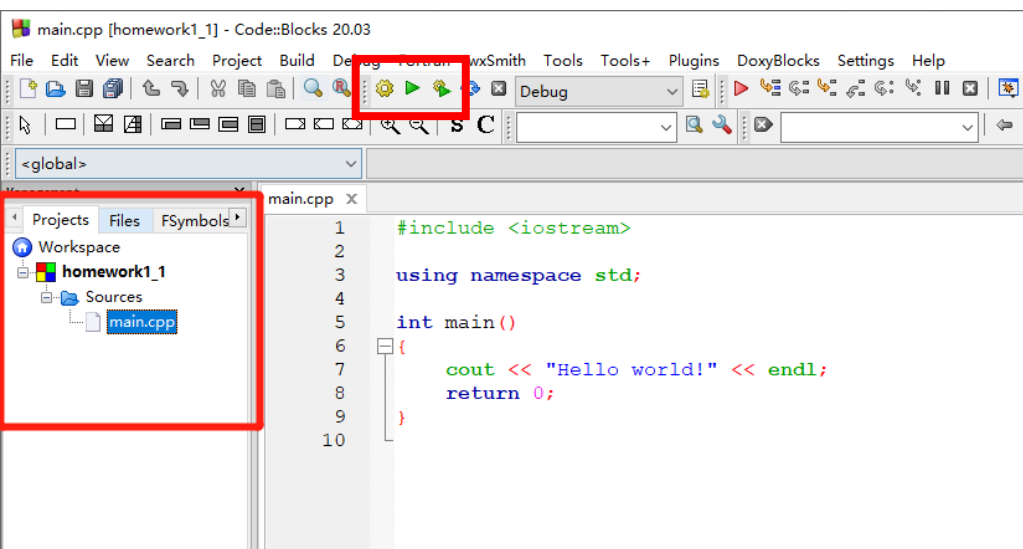 main.cpp [homework1_1] - Code::Blocks 20.03
File Edit View Search Project Build Debug Fortran wxSmith Tools Tools+ Plugins DoxyBlocks Settings Help
Debug
S C
<global>
Management
main.cpp X
Projects Files FSymbols
Workspace
homework1_1
Sources
main.cpp
1 #include <iostream>
2
3 using namespace std;
4
5 int main()
6 {
7 cout << "Hello world!" << endl;
8 return 0;
9 }
10